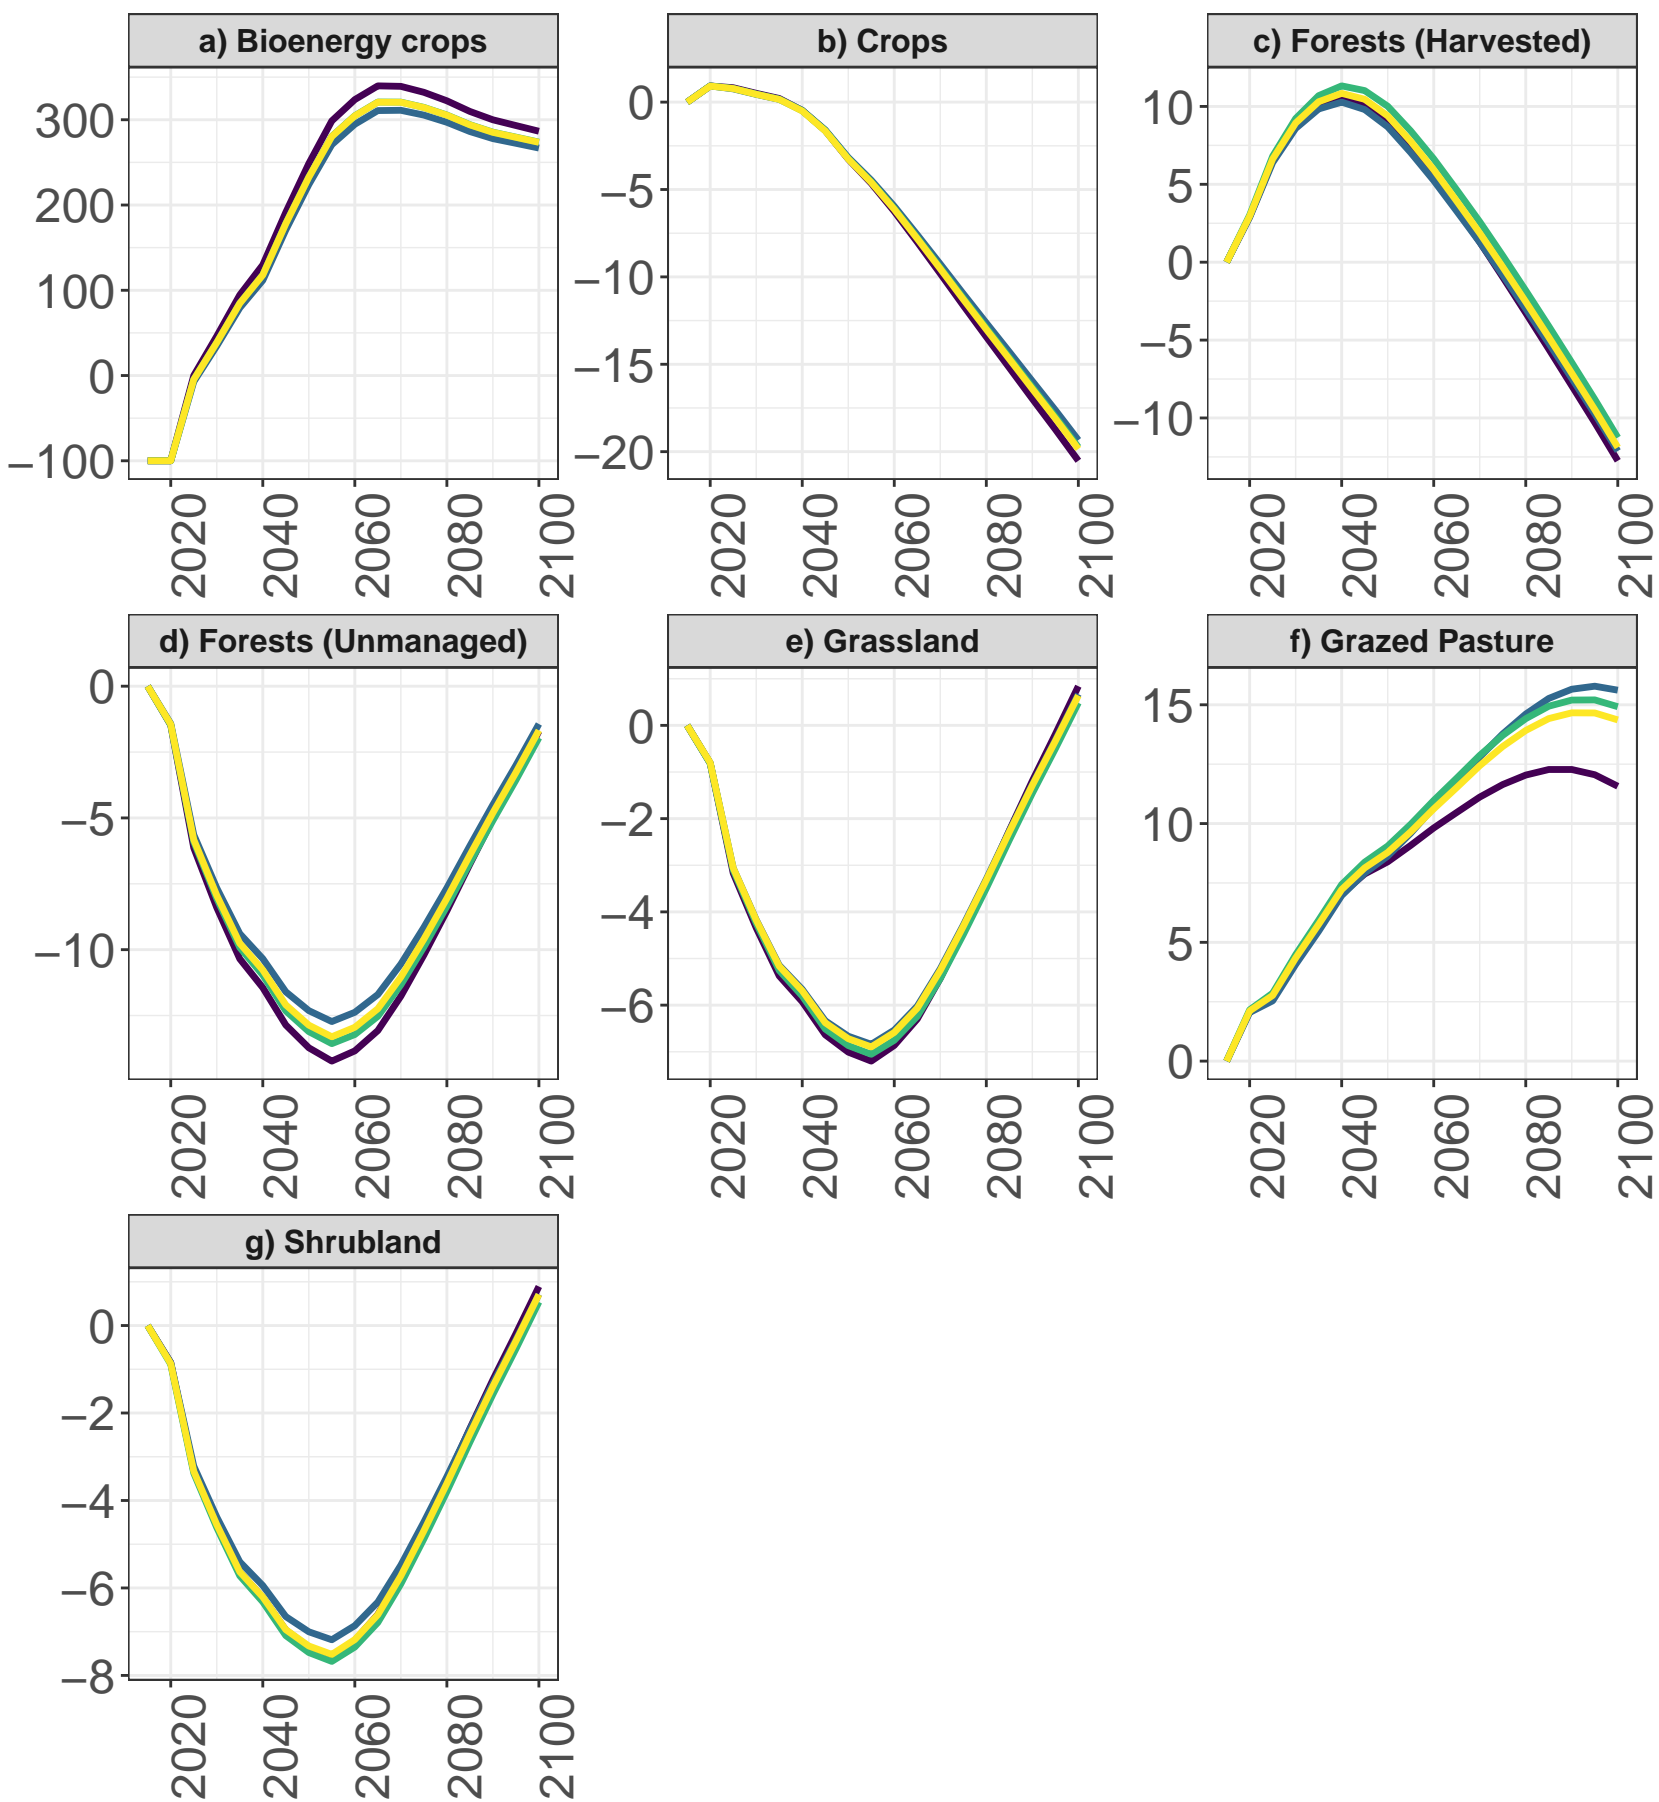 a) Bioenergy crops
300
200
100
0
−100
2020 2040 2060 2080 2100
b) Crops
0
−5
−10
−15
−20
2020 2040 2060 2080 2100
c) Forests (Harvested)
10
5
0
−5
−10
2020 2040 2060 2080 2100
d) Forests (Unmanaged)
0
−5
−10
2020 2040 2060 2080 2100
e) Grassland
0
−2
−4
−6
2020 2040 2060 2080 2100
f) Grazed Pasture
15
10
5
0
2020 2040 2060 2080 2100
g) Shrubland
0
−2
−4
−6
−8
2020 2040 2060 2080 2100